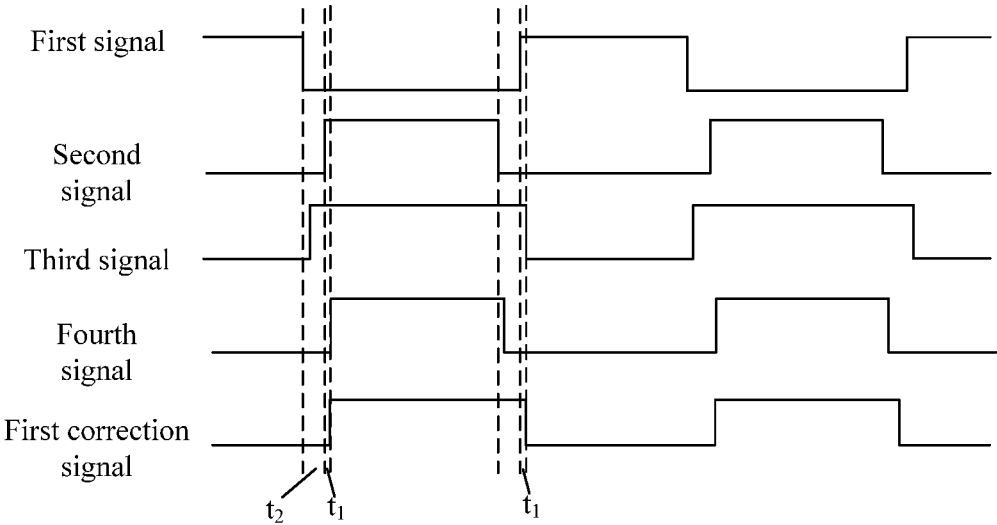 First signal
Second
signal
Third signal
Fourth
signal
First correction
signal
t2 t1 t1